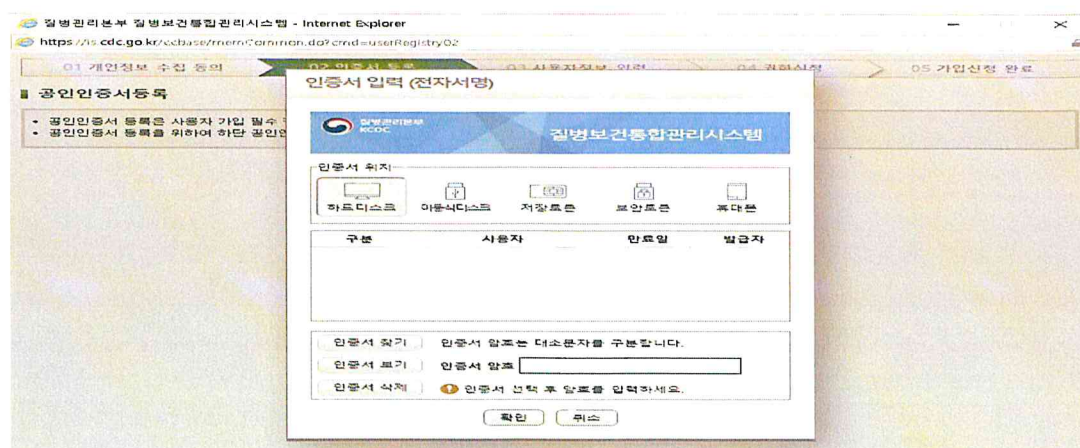 질병관리본부 질병보건통합관리시스템 - Internet Explorer
https://is.cdc.go.kr/ccbase/memCommon.do?cmd=userRegistry02
01 개인정보 수집 동의 02 인증서 등록 03 사용자정보 입력 04 권한신청 05 가입신청 완료
공인인증서등록
• 공인인증서 등록은 사용자 가입 필수
• 공인인증서 등록을 위하여 하단 공인인
인증서 입력 (전자서명)
질병관리본부
KCDC
질병보건통합관리시스템
인증서 위치
하드디스크 이동식디스크 저장토큰 보안토큰 휴대폰
구분 사용자 만료일 발급자
인증서 찾기 인증서 암호는 대소문자를 구분합니다.
인증서 보기 인증서 암호
인증서 삭제 인증서 선택 후 암호를 입력하세요.
확인 취소